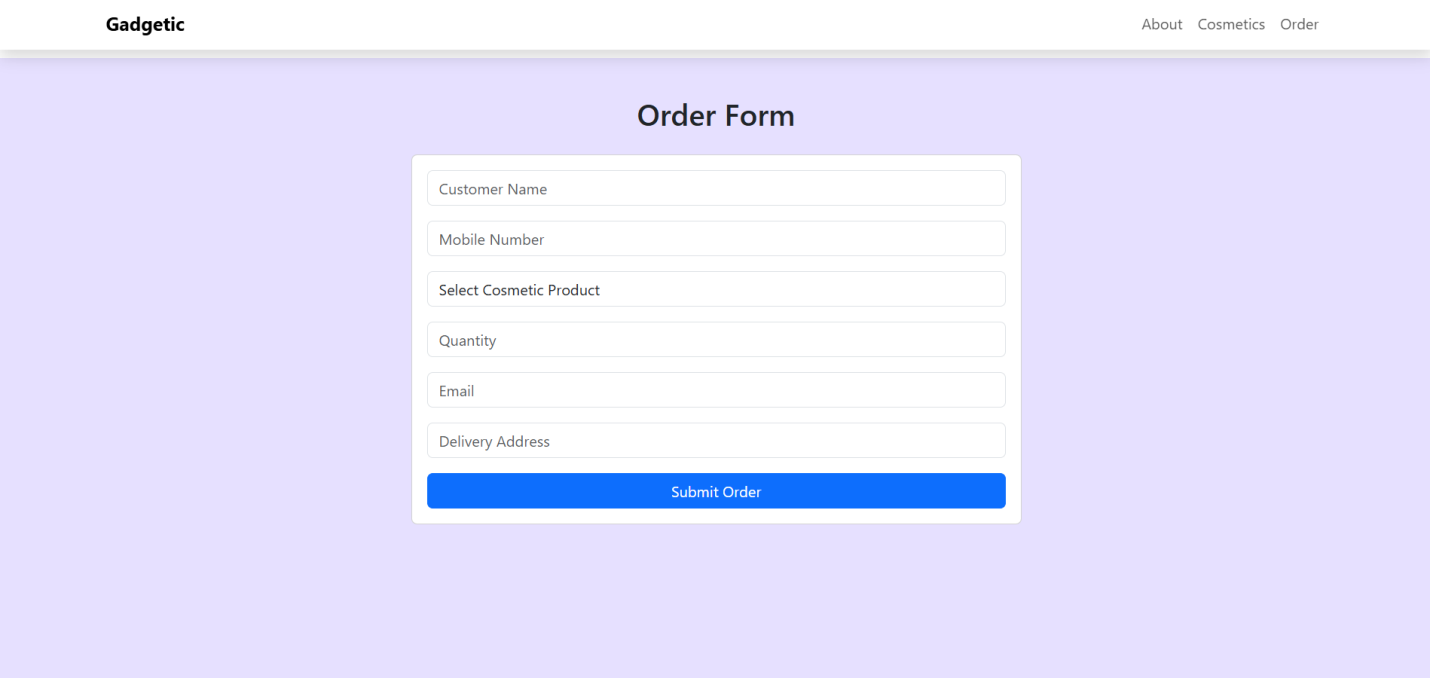 Gadgetic
About Cosmetics Order
Order Form
Customer Name
Mobile Number
Select Cosmetic Product
Quantity
Email
Delivery Address
Submit Order